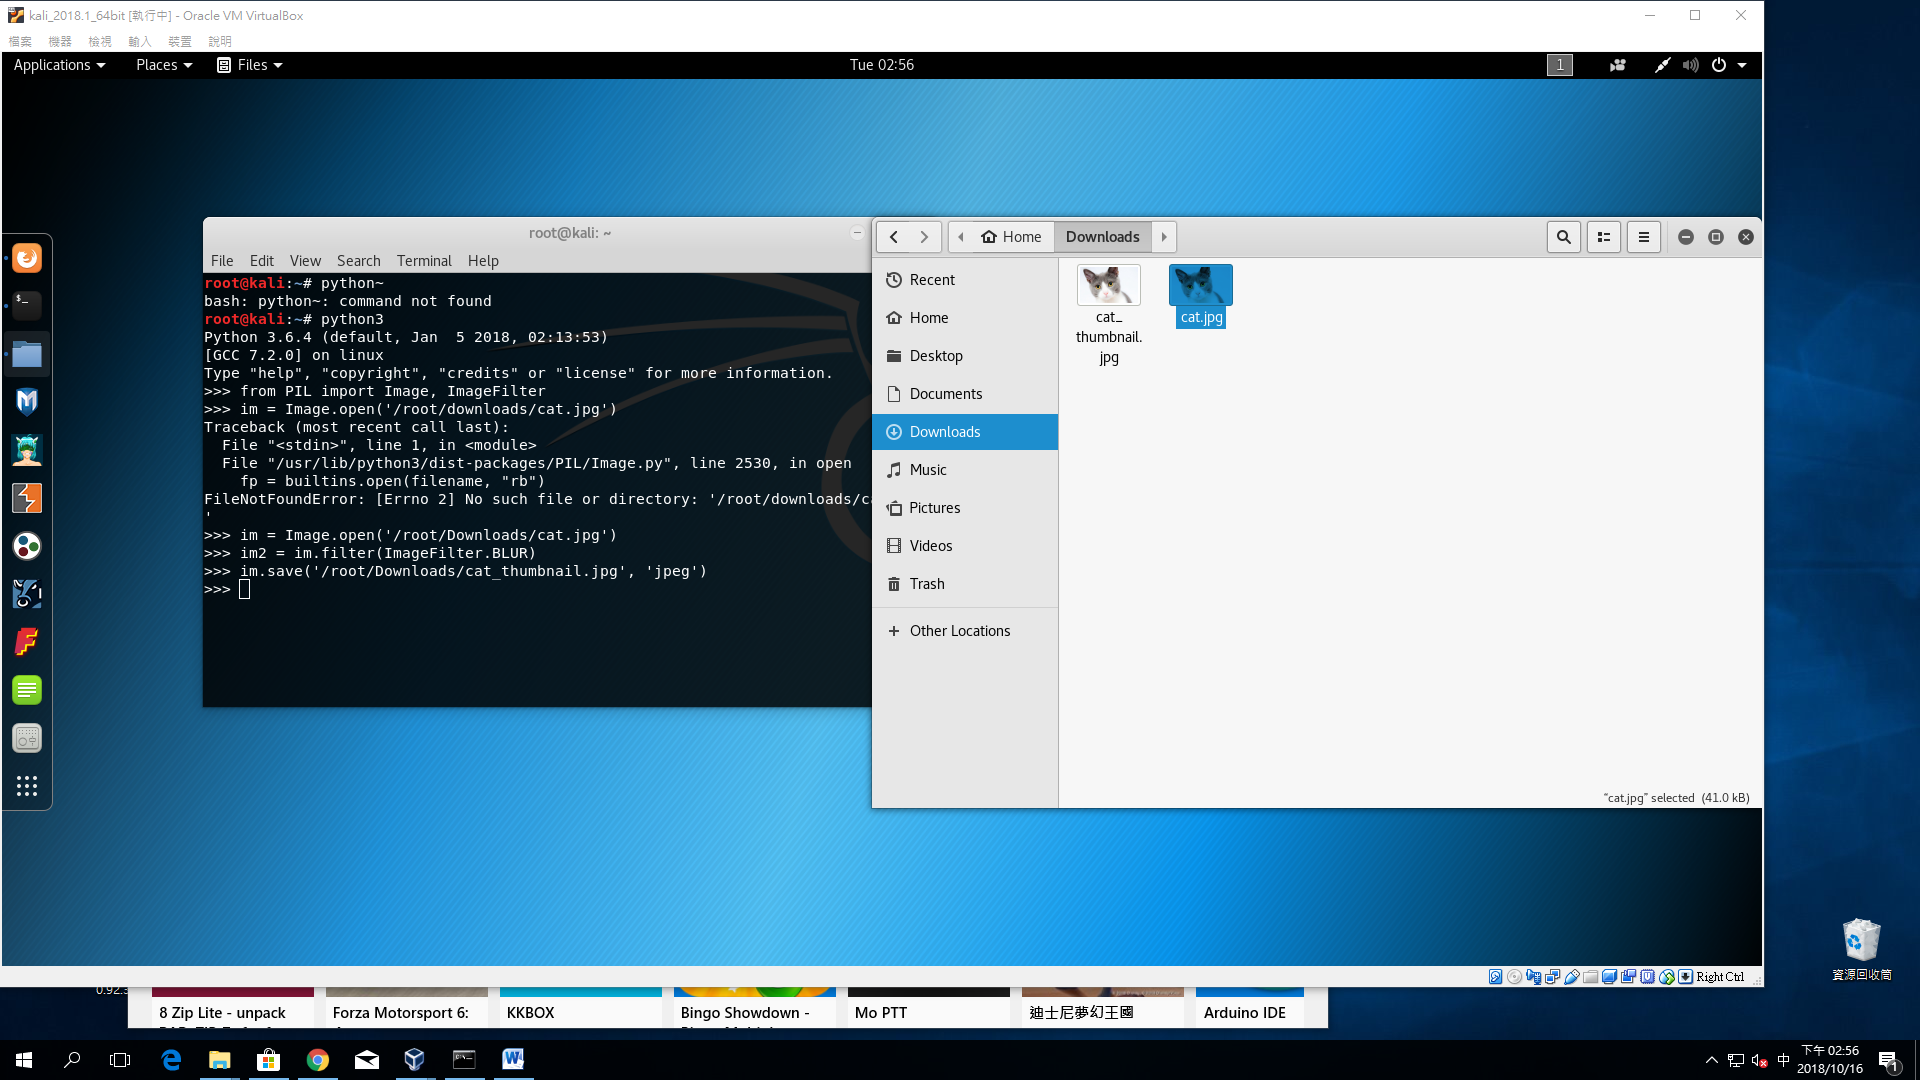 kali_2018.1_64bit [執行中] - Oracle VM VirtualBox
檔案 機器 檢視 輸入 裝置 說明
Applications Places Files Tue 02:56 1
root@kali: ~
File Edit View Search Terminal Help
root@kali:~# python~
bash: python~: command not found
root@kali:~# python3
Python 3.6.4 (default, Jan  5 2018, 02:13:53)
[GCC 7.2.0] on linux
Type "help", "copyright", "credits" or "license" for more information.
>>> from PIL import Image, ImageFilter
>>> im = Image.open('/root/downloads/cat.jpg')
Traceback (most recent call last):
  File "<stdin>", line 1, in <module>
  File "/usr/lib/python3/dist-packages/PIL/Image.py", line 2530, in open
    fp = builtins.open(filename, "rb")
FileNotFoundError: [Errno 2] No such file or directory: '/root/downloads/ca
'
>>> im = Image.open('/root/Downloads/cat.jpg')
>>> im2 = im.filter(ImageFilter.BLUR)
>>> im.save('/root/Downloads/cat_thumbnail.jpg', 'jpeg')
>>>
Home Downloads
Recent
Home
Desktop
Documents
Downloads
Music
Pictures
Videos
Trash
Other Locations
cat_
thumbnail.
jpg
cat.jpg
“cat.jpg” selected (41.0 kB)
Right Ctrl
資源回收筒
8 Zip Lite - unpack
Forza Motorsport 6:
KKBOX
Bingo Showdown -
Mo PTT
迪士尼夢幻王國
Arduino IDE
中
下午 02:56
2018/10/16
1